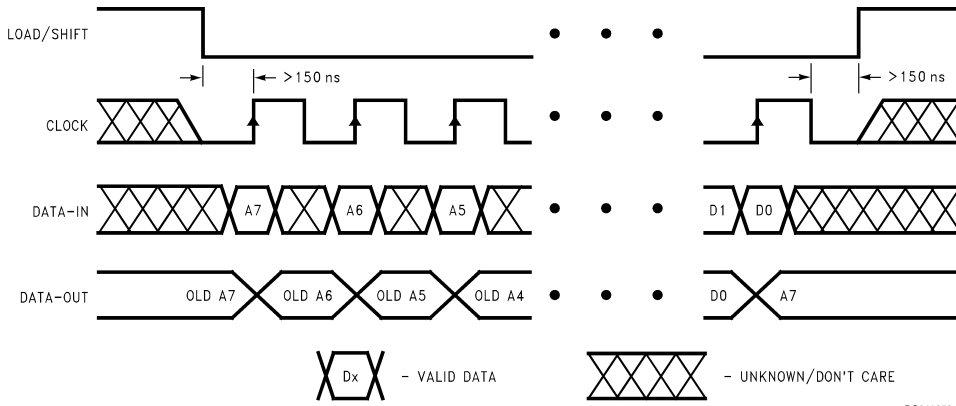 LOAD/SHIFT
>150 ns >150 ns
CLOCK
DATA-IN A7 A6 A5 D1 D0
DATA-OUT OLD A7 OLD A6 OLD A5 OLD A4 D0 A7
Dx - VALID DATA - UNKNOWN/DON'T CARE